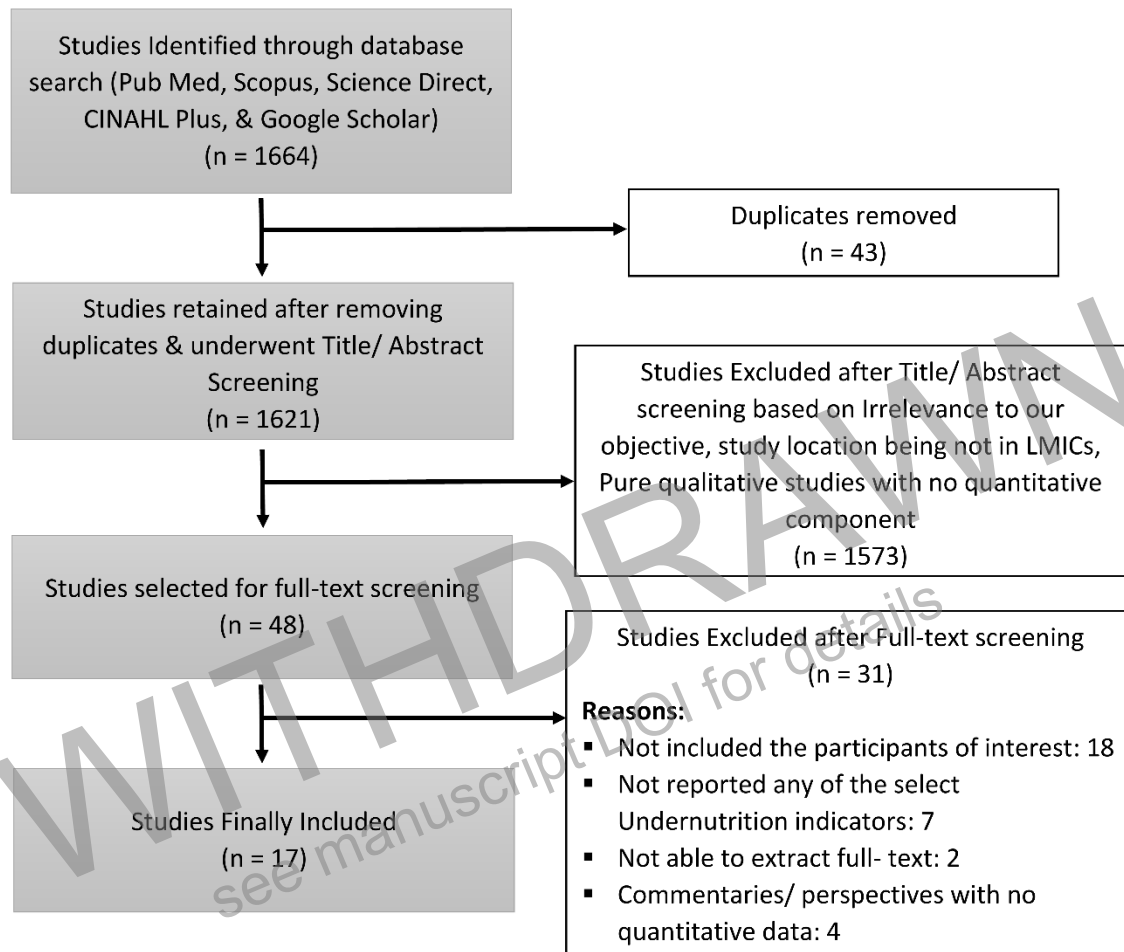 Studies Identified through database
search (Pub Med, Scopus, Science Direct,
CINAHL Plus, & Google Scholar)
(n = 1664)
Duplicates removed
(n = 43)
Studies retained after removing
duplicates & underwent Title/ Abstract
Screening
(n = 1621)
Studies Excluded after Title/ Abstract
screening based on Irrelevance to our
objective, study location being not in LMICs,
Pure qualitative studies with no quantitative
component
(n = 1573)
Studies selected for full-text screening
(n = 48)
Studies Excluded after Full-text screening
(n = 31)
Reasons:
▪ Not included the participants of interest: 18
▪ Not reported any of the select
Undernutrition indicators: 7
▪ Not able to extract full- text: 2
▪ Commentaries/ perspectives with no
quantitative data: 4
Studies Finally Included
(n = 17)
WITHDRAWN
see manuscript DOI for details